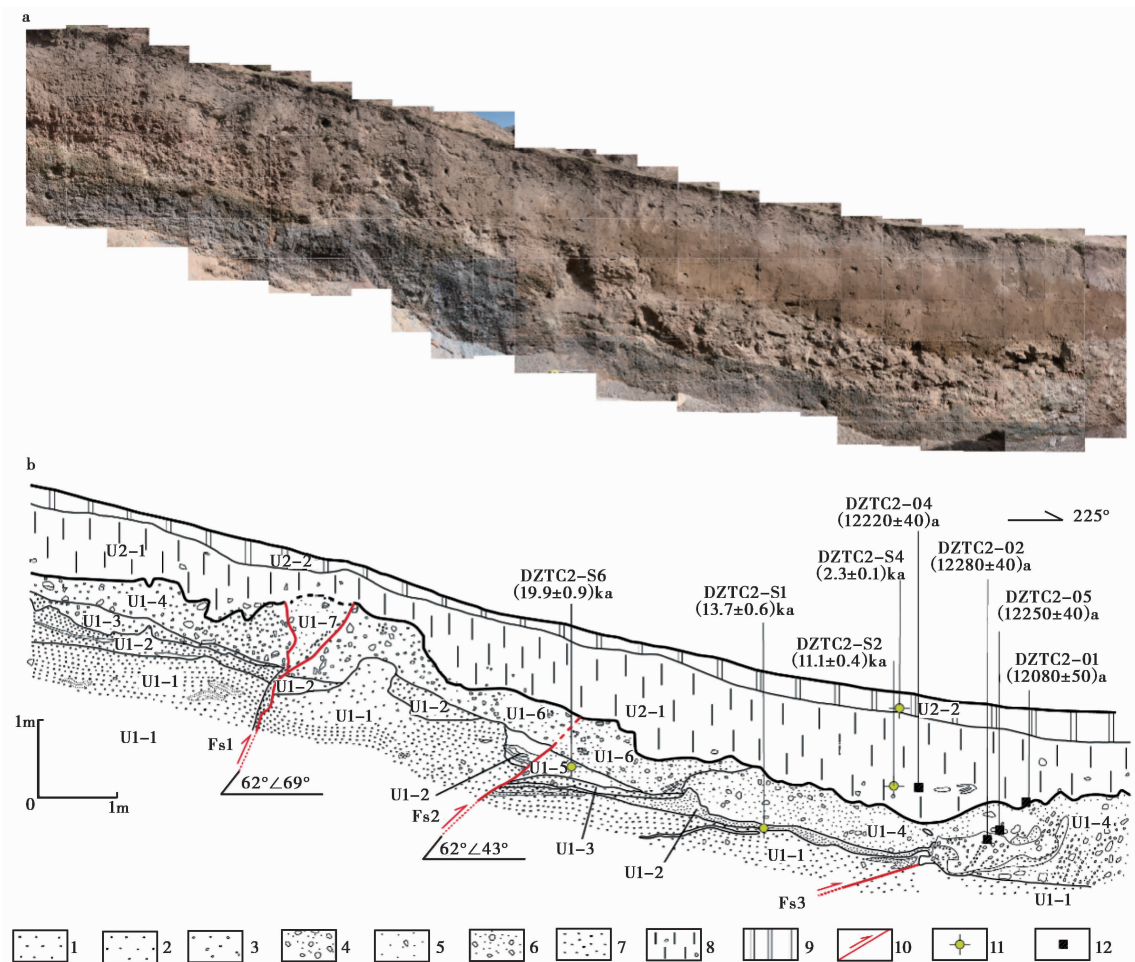 a
b
DZTC2-04
(12220±40)a
225°
DZTC2-S4
(2.3±0.1)ka
DZTC2-02
(12280±40)a
DZTC2-S6
(19.9±0.9)ka
DZTC2-S1
(13.7±0.6)ka
DZTC2-05
(12250±40)a
DZTC2-S2
(11.1±0.4)ka
DZTC2-01
(12080±50)a
U2-1
U2-2
U1-4
U1-3
U1-2
U1-1
U1-7
U1-2
U1-1
U1-1
U1-2
U1-6
U2-1
U2-2
U1-6
U1-5
U1-4
U1-4
1m
0
1m
Fs1
62°∠69°
U1-2
Fs2
62°∠43°
U1-3
U1-2
U1-1
Fs3
U1-1
1 2 3 4 5 6 7 8 9 10 11 12